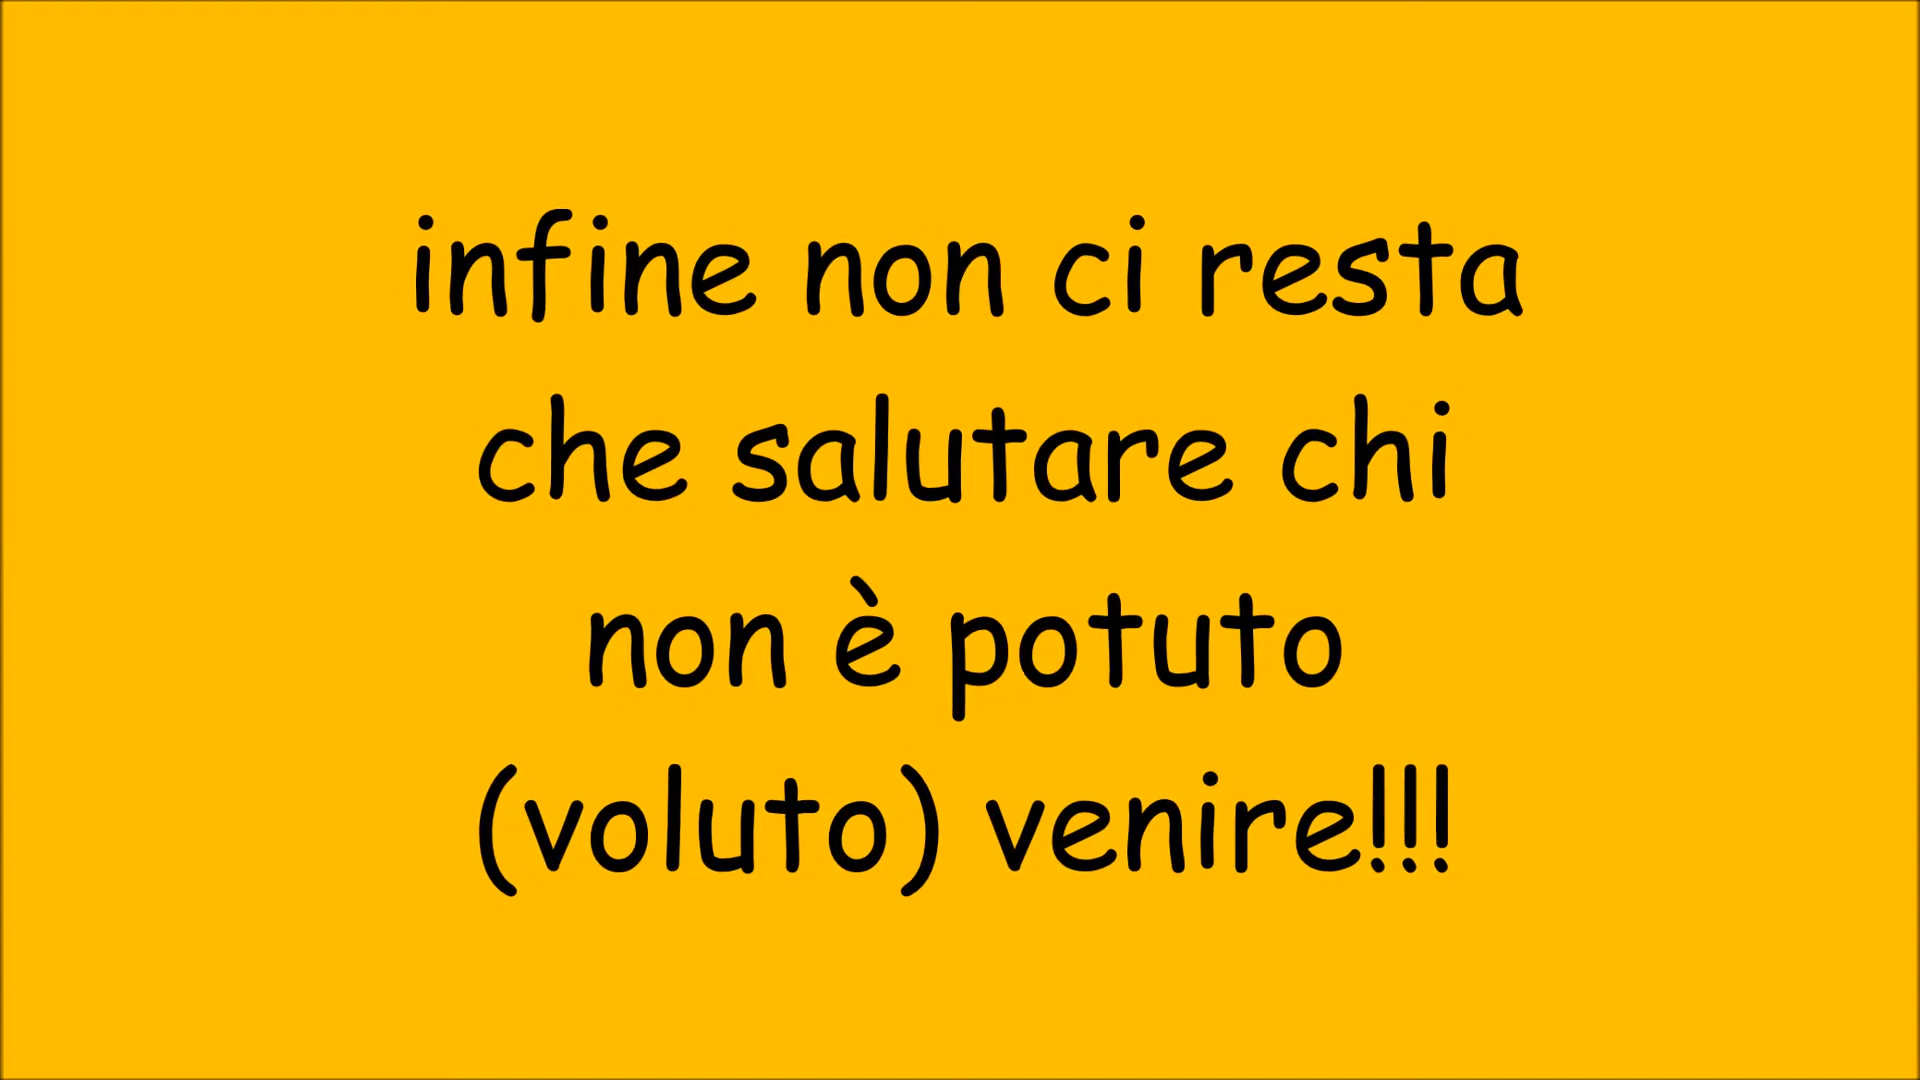 infine non ci resta
che salutare chi
non è potuto
(voluto) venire!!!